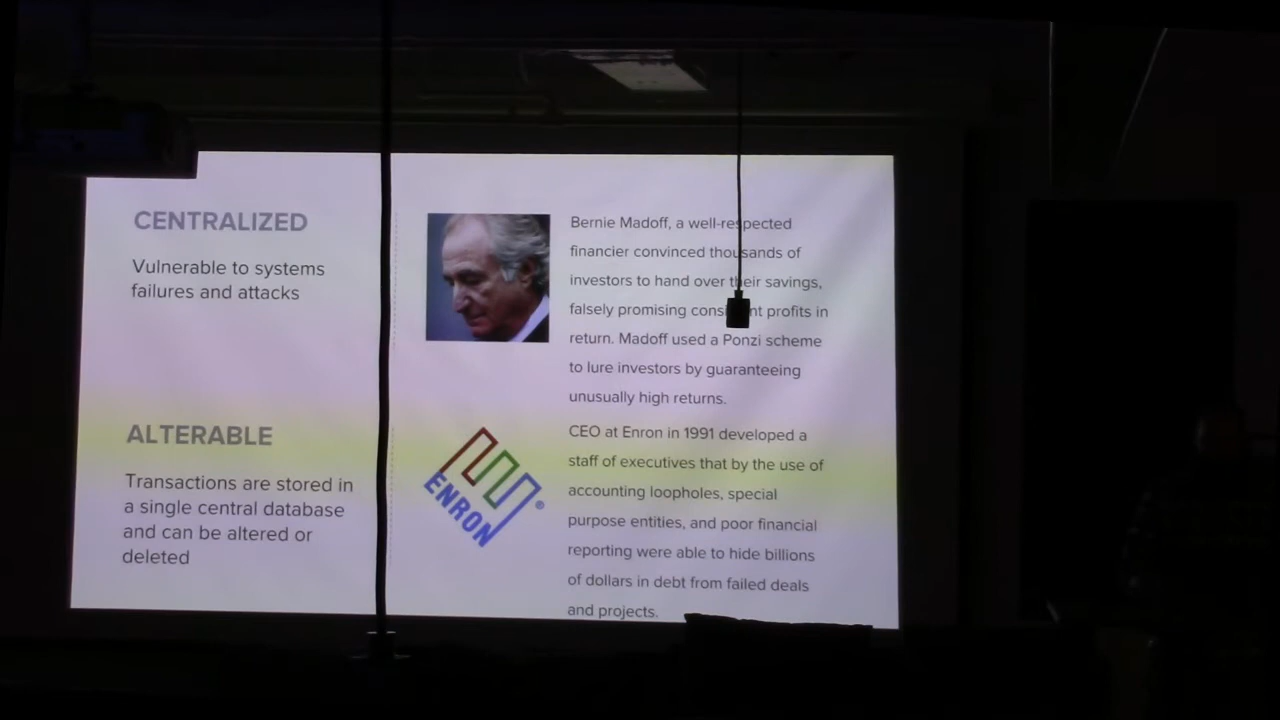 CENTRALIZED
Vulnerable to systems
failures and attacks
Bernie Madoff, a well-respected
financier convinced thousands of
investors to hand over their savings,
falsely promising consistent profits in
return. Madoff used a Ponzi scheme
to lure investors by guaranteeing
unusually high returns.
ALTERABLE
Transactions are stored in
a single central database
and can be altered or
deleted
ENRON
®
CEO at Enron in 1991 developed a
staff of executives that by the use of
accounting loopholes, special
purpose entities, and poor financial
reporting were able to hide billions
of dollars in debt from failed deals
and projects.